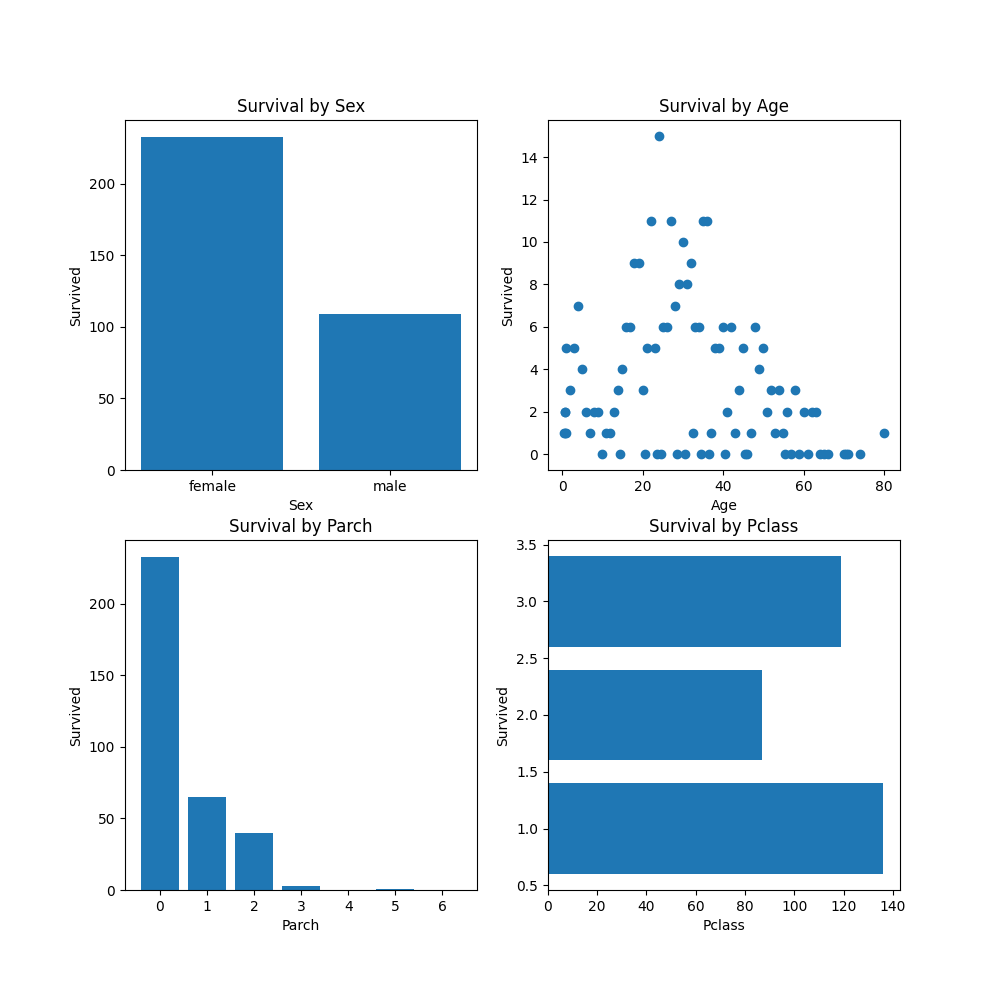 Survival by Sex
200
150
100
50
0
Survived
female male
Sex
Survival by Age
14
12
10
8
6
4
2
0
Survived
0 20 40 60 80
Age
Survival by Parch
200
150
100
50
0
Survived
0 1 2 3 4 5 6
Parch
Survival by Pclass
3.5
3.0
2.5
2.0
1.5
1.0
0.5
Survived
0 20 40 60 80 100 120 140
Pclass